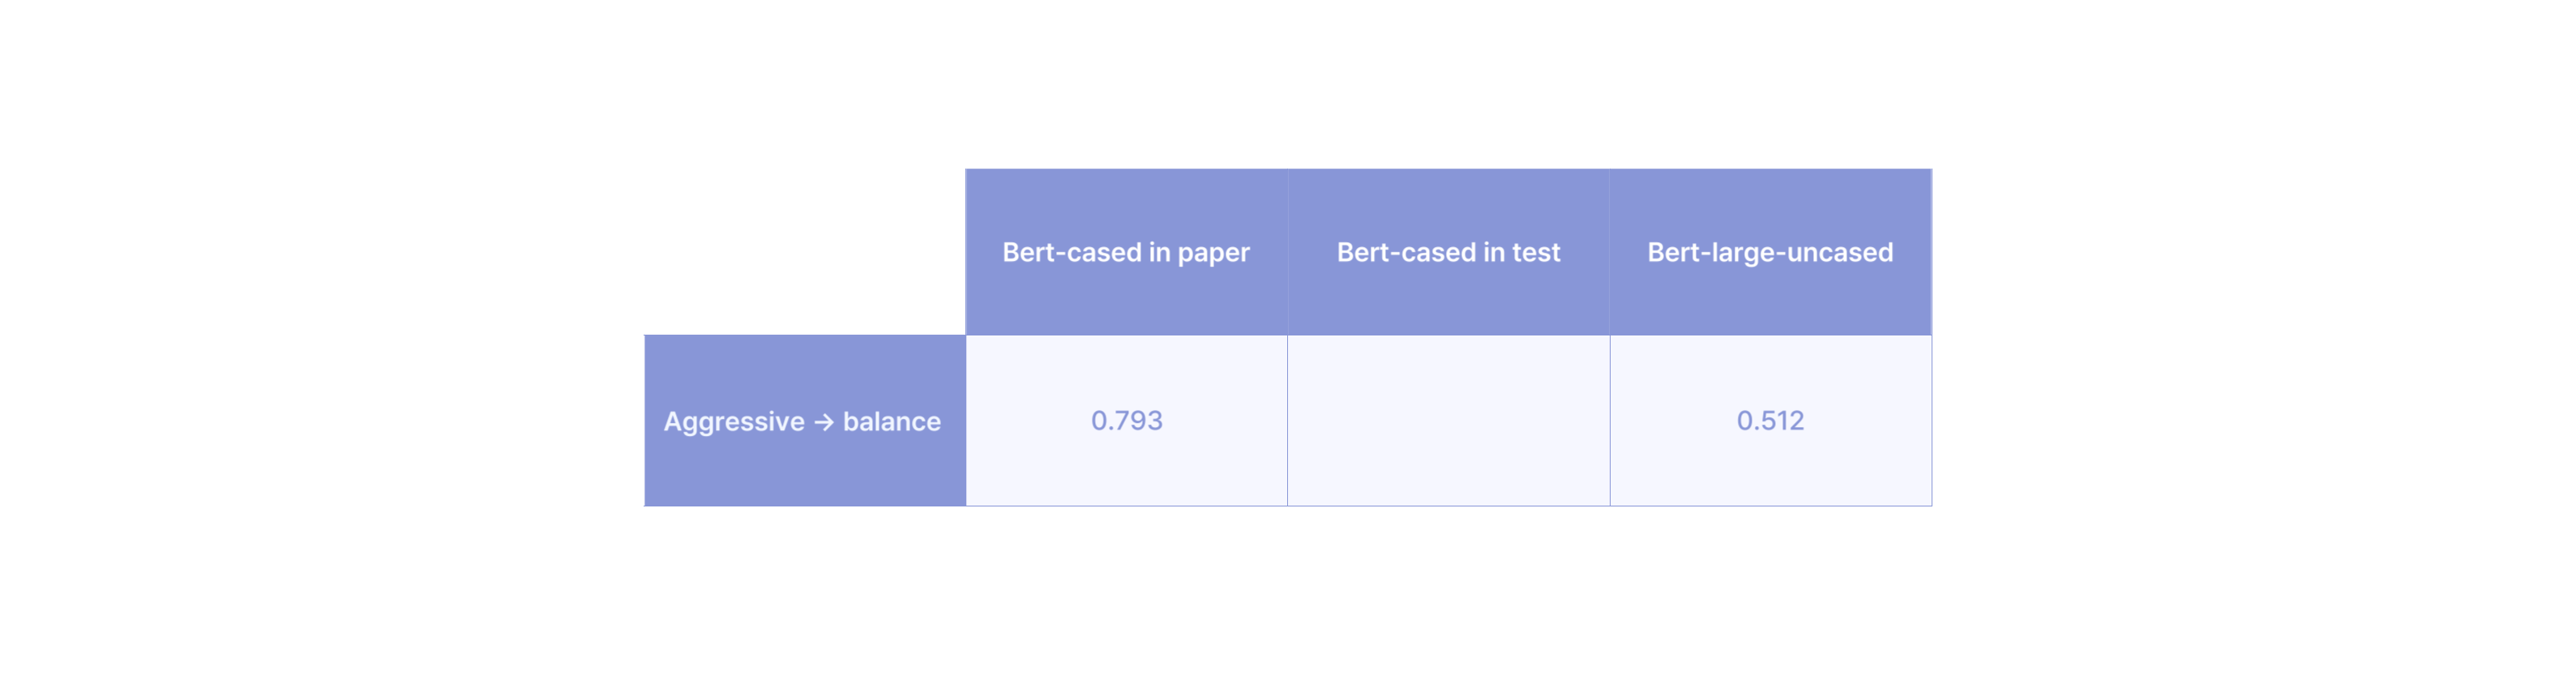 Bert-cased in paper Bert-cased in test Bert-large-uncased
Aggressive → balance 0.793 0.512